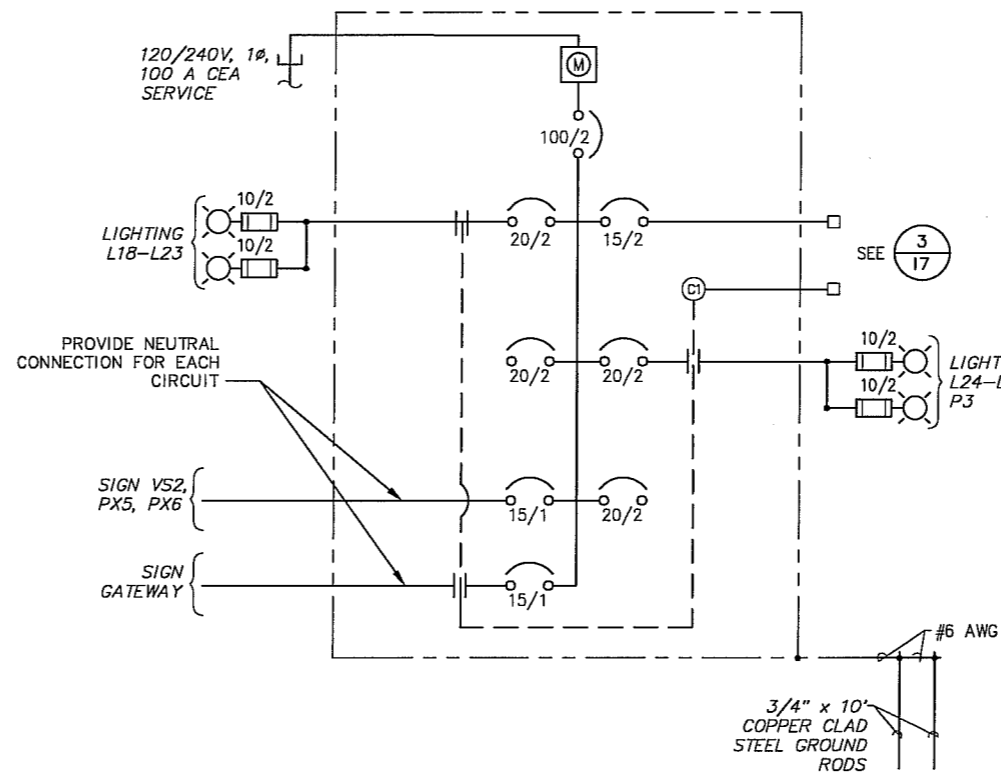 120/240V, 1ø,
100 A CEA
SERVICE
M
100/2
10/2
10/2
LIGHTING
L18-L23
20/2
15/2
SEE
3
17
C1
PROVIDE NEUTRAL
CONNECTION FOR EACH
CIRCUIT
20/2
20/2
10/2
10/2
LIGHT
L24-L
P3
SIGN VS2,
PX5, PX6
15/1
20/2
SIGN
GATEWAY
15/1
#6 AWG
3/4" x 10'
COPPER CLAD
STEEL GROUND
RODS